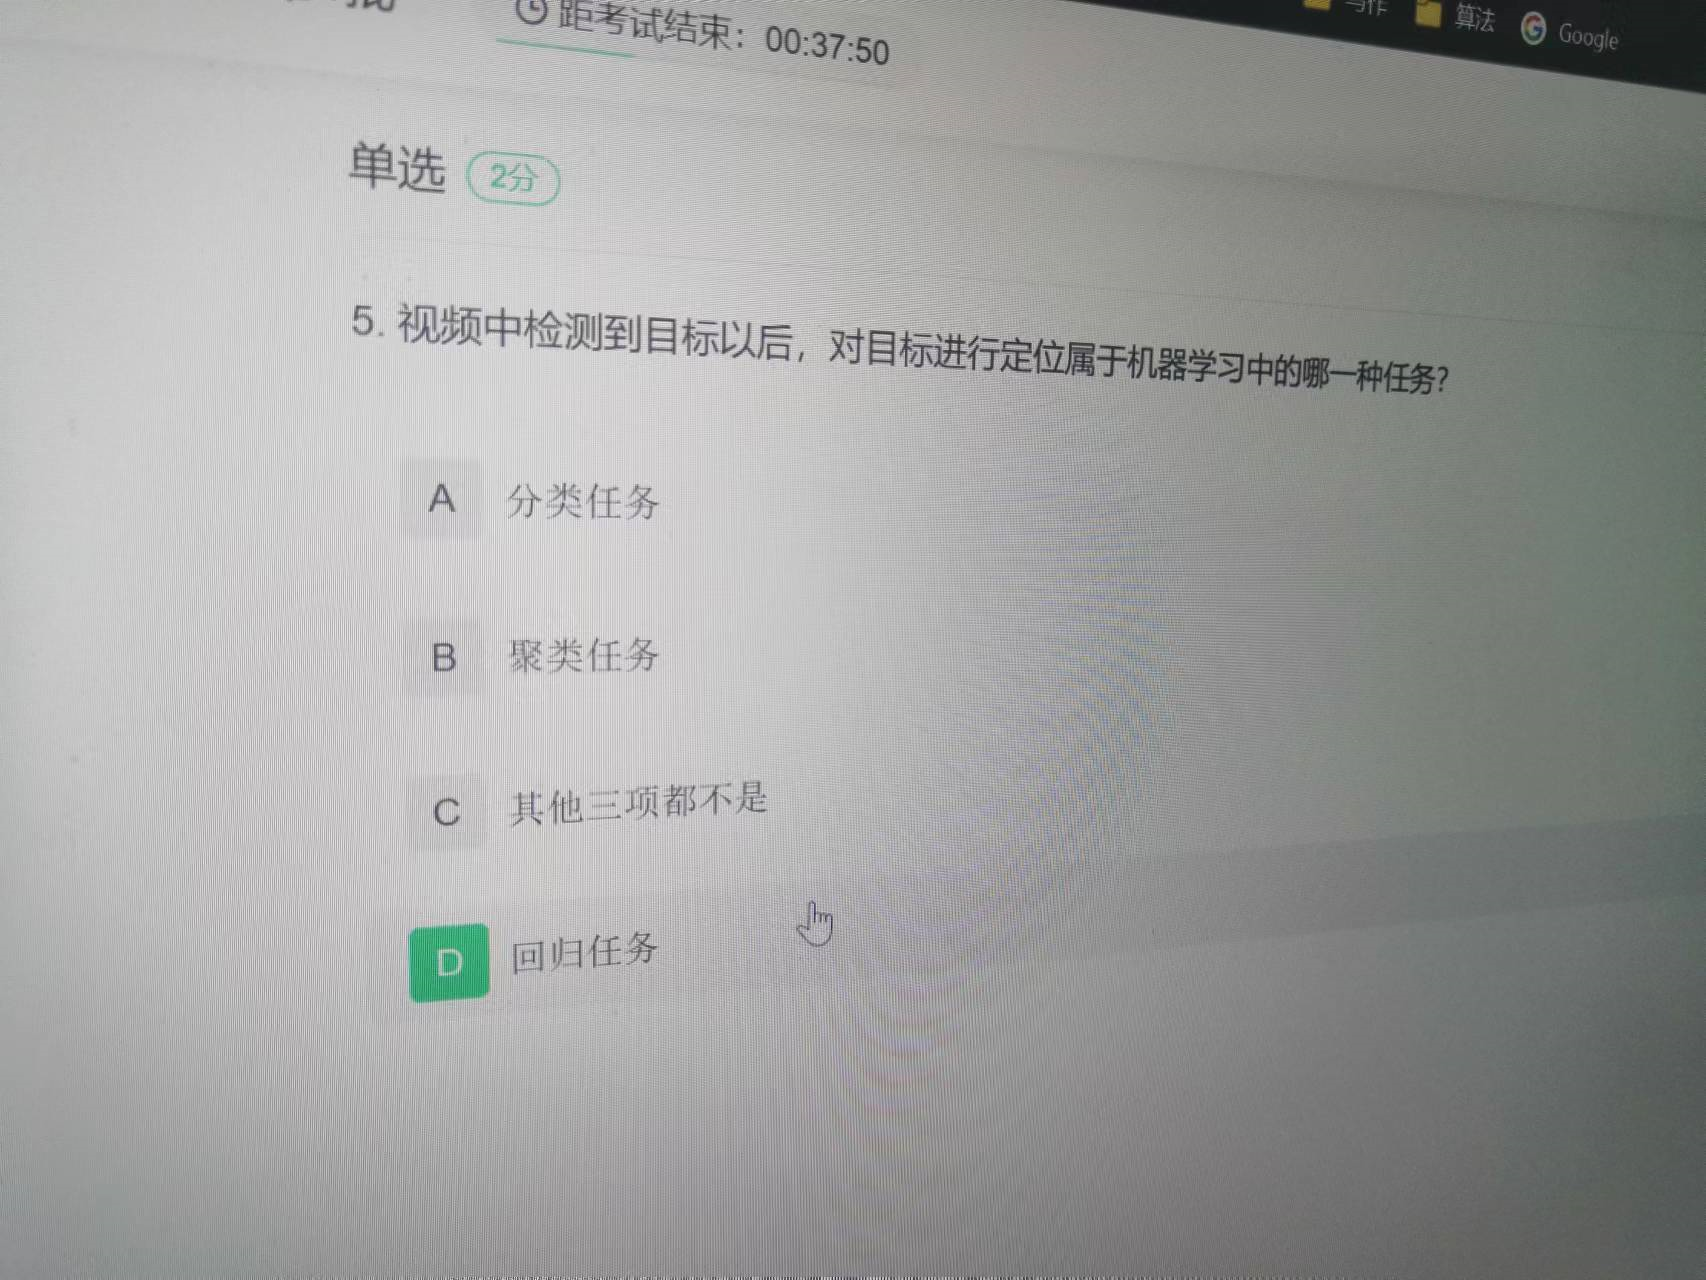 距考试结束：00:37:50
算法
Google
单选 2分
5. 视频中检测到目标以后，对目标进行定位属于机器学习中的哪一种任务?
A 分类任务
B 聚类任务
C 其他三项都不是
D 回归任务